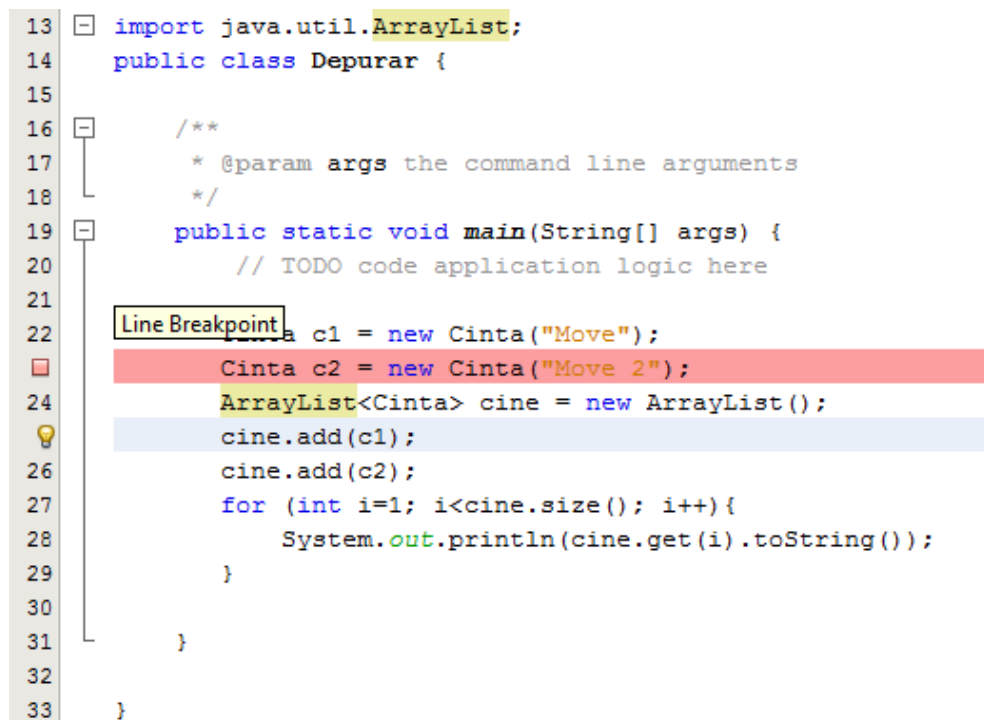 13 import java.util.ArrayList;
14 public class Depurar {
15
16 /**
17 * @param args the command line arguments
18 */
19 public static void main(String[] args) {
20 // TODO code application logic here
21
Line Breakpoint
22 a c1 = new Cinta("Move");
Cinta c2 = new Cinta("Move 2");
24 ArrayList<Cinta> cine = new ArrayList();
cine.add(c1);
26 cine.add(c2);
27 for (int i=1; i<cine.size(); i++){
28 System.out.println(cine.get(i).toString());
29 }
30
31 }
32
33 }